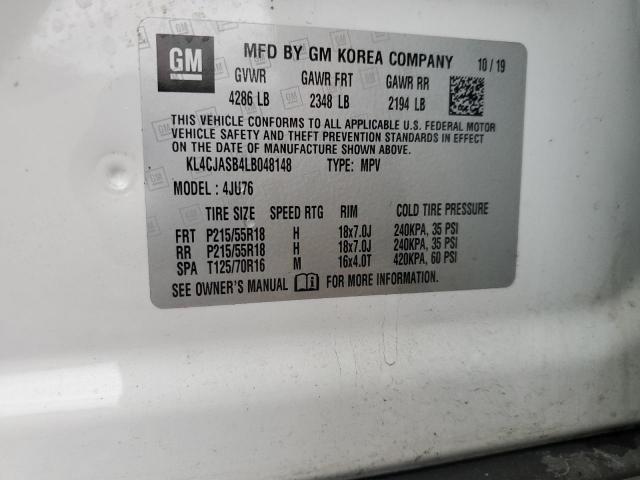 GM MFD BY GM KOREA COMPANY 10 / 19
GVWR GAWR FRT GAWR RR
4286 LB 2348 LB 2194 LB
THIS VEHICLE CONFORMS TO ALL APPLICABLE U.S. FEDERAL MOTOR
VEHICLE SAFETY AND THEFT PREVENTION STANDARDS IN EFFECT
ON THE DATE OF MANUFACTURE SHOWN ABOVE.
KL4CJASB4LB048148 TYPE: MPV
MODEL : 4JU76
TIRE SIZE SPEED RTG RIM COLD TIRE PRESSURE
FRT P215/55R18 H 18x7.0J 240KPA, 35 PSI
RR P215/55R18 H 18x7.0J 240KPA, 35 PSI
SPA T125/70R16 M 16x4.0T 420KPA, 60 PSI
SEE OWNER'S MANUAL FOR MORE INFORMATION.